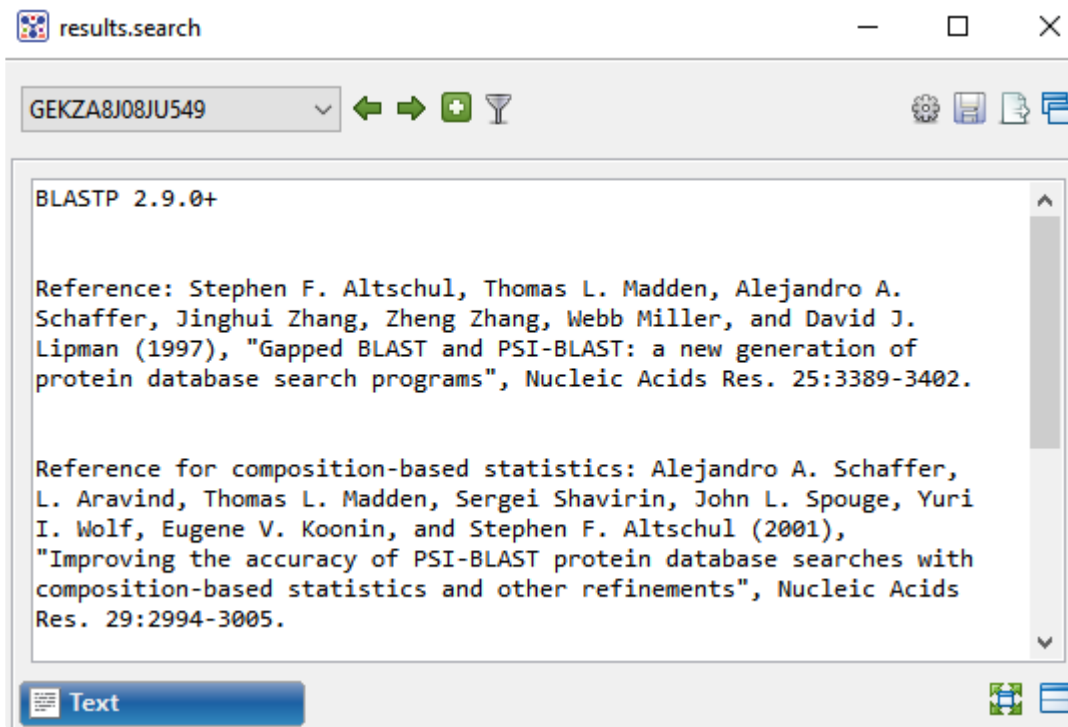 results.search
GEKZA8J08JU549
BLASTP 2.9.0+
Reference: Stephen F. Altschul, Thomas L. Madden, Alejandro A.
Schaffer, Jinghui Zhang, Zheng Zhang, Webb Miller, and David J.
Lipman (1997), "Gapped BLAST and PSI-BLAST: a new generation of
protein database search programs", Nucleic Acids Res. 25:3389-3402.
Reference for composition-based statistics: Alejandro A. Schaffer,
L. Aravind, Thomas L. Madden, Sergei Shavirin, John L. Spouge, Yuri
I. Wolf, Eugene V. Koonin, and Stephen F. Altschul (2001),
"Improving the accuracy of PSI-BLAST protein database searches with
composition-based statistics and other refinements", Nucleic Acids
Res. 29:2994-3005.
Text